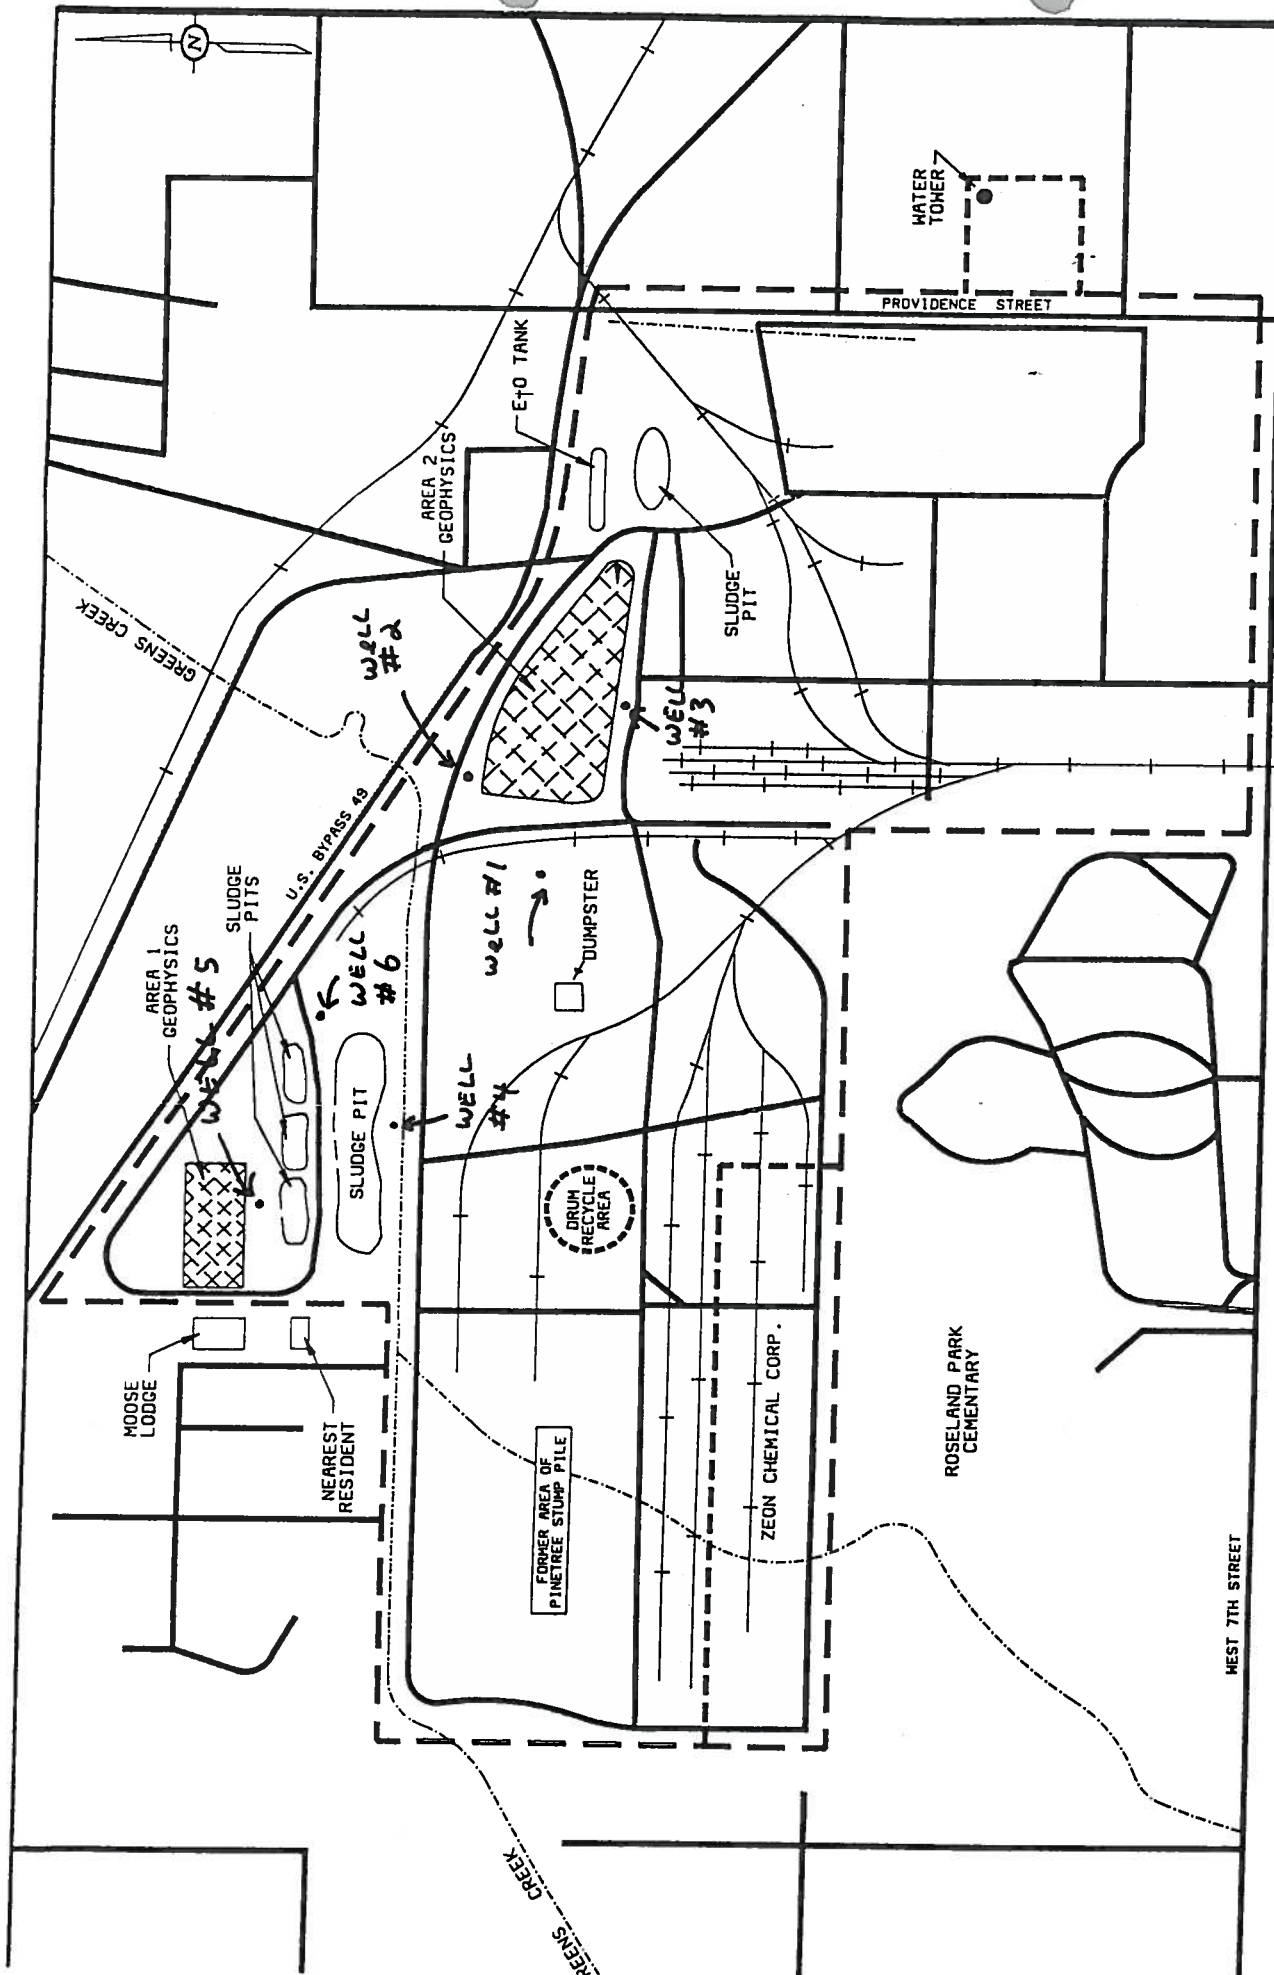 N
WATER
TOWER
PROVIDENCE STREET
E+O TANK
AREA 2
GEOPHYSICS
SLUDGE
PIT
GREENS CREEK
WELL
#2
WELL
#3
U.S. BYPASS 49
SLUDGE
PITS
AREA 1
GEOPHYSICS
WELL #5
WELL
#6
WELL #1
DUMPSTER
WELL
#4
SLUDGE PIT
DRUM
RECYCLE
AREA
MOOSE
LODGE
NEAREST
RESIDENT
FORMER AREA OF
PINETREE STUMP PILE
ZEON CHEMICAL CORP.
ROSELAND PARK
CEMENTARY
WEST 7TH STREET
GREENS CREEK
REENS